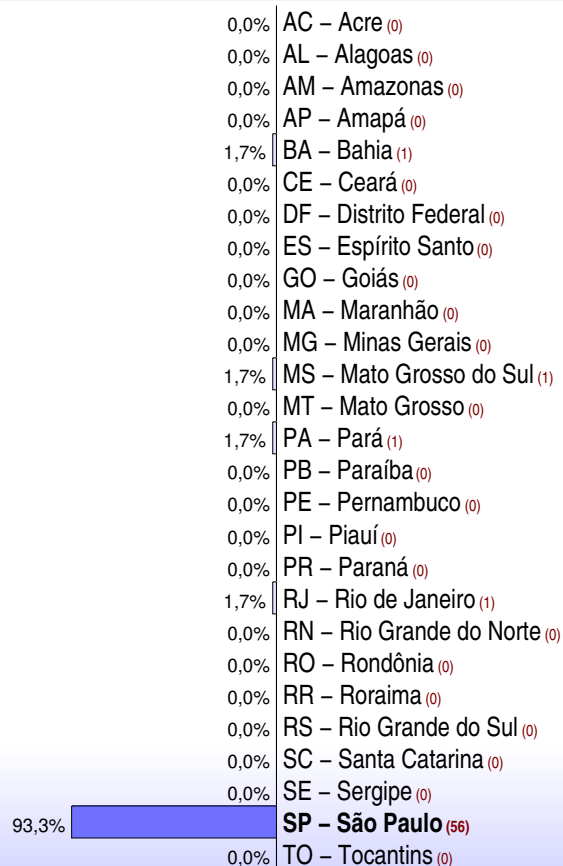 0,0% AC – Acre (0)
0,0% AL – Alagoas (0)
0,0% AM – Amazonas (0)
0,0% AP – Amapá (0)
1,7% BA – Bahia (1)
0,0% CE – Ceará (0)
0,0% DF – Distrito Federal (0)
0,0% ES – Espírito Santo (0)
0,0% GO – Goiás (0)
0,0% MA – Maranhão (0)
0,0% MG – Minas Gerais (0)
1,7% MS – Mato Grosso do Sul (1)
0,0% MT – Mato Grosso (0)
1,7% PA – Pará (1)
0,0% PB – Paraíba (0)
0,0% PE – Pernambuco (0)
0,0% PI – Piauí (0)
0,0% PR – Paraná (0)
1,7% RJ – Rio de Janeiro (1)
0,0% RN – Rio Grande do Norte (0)
0,0% RO – Rondônia (0)
0,0% RR – Roraima (0)
0,0% RS – Rio Grande do Sul (0)
0,0% SC – Santa Catarina (0)
0,0% SE – Sergipe (0)
93,3% SP – São Paulo (56)
0,0% TO – Tocantins (0)